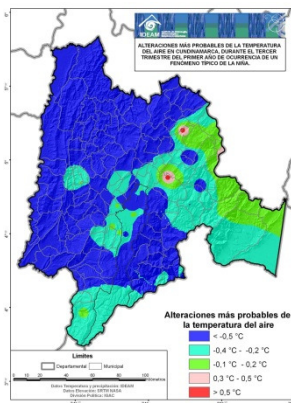 IDEAM
ALTERACIONES MÁS PROBABLES DE LA TEMPERATURA
DEL AIRE EN CUNDINAMARCA, DURANTE EL TERCER
TRIMESTRE DEL PRIMER AÑO DE OCURRENCIA DE UN
FENÓMENO TÍPICO DE LA NIÑA.
Alteraciones más probables de
la temperatura del aire
< -0,5 °C
-0,4 °C - -0,2 °C
-0,1 °C - -0,2 °C
0,3 °C - 0,5 °C
> 0,5 °C
Límites
Departamental
Municipal
Datos Temperatura y precipitación IDEAM
Datos Elevación: SRTM NASA
División Política: IGAC